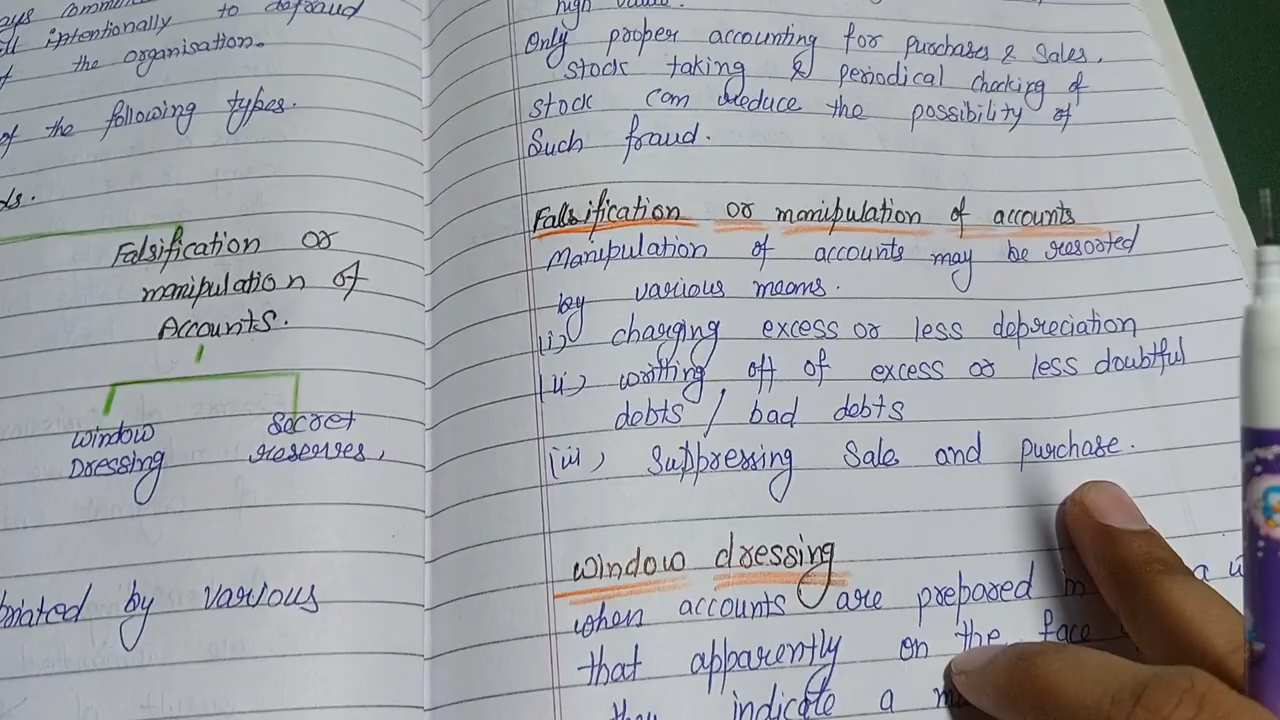 intentionally to defraud
the organisation.
of the following types.
Falsification or
manipulation of
Accounts.
window
Dressing
Secret
reserves,
by various
high value.
Only proper accounting for purchases & sales.
stock taking & periodical checking of
stock can reduce the possibility of
Such fraud.
Falsification or manipulation of accounts
Manipulation of accounts may be resorted
by various means.
(i) charging excess or less depreciation
(ii) writting off of excess or less doubtful
debts / bad debts
(iii) Suppressing Sale and purchase.
window dressing
when accounts are prepared in a
that apparently on the face
they indicate a